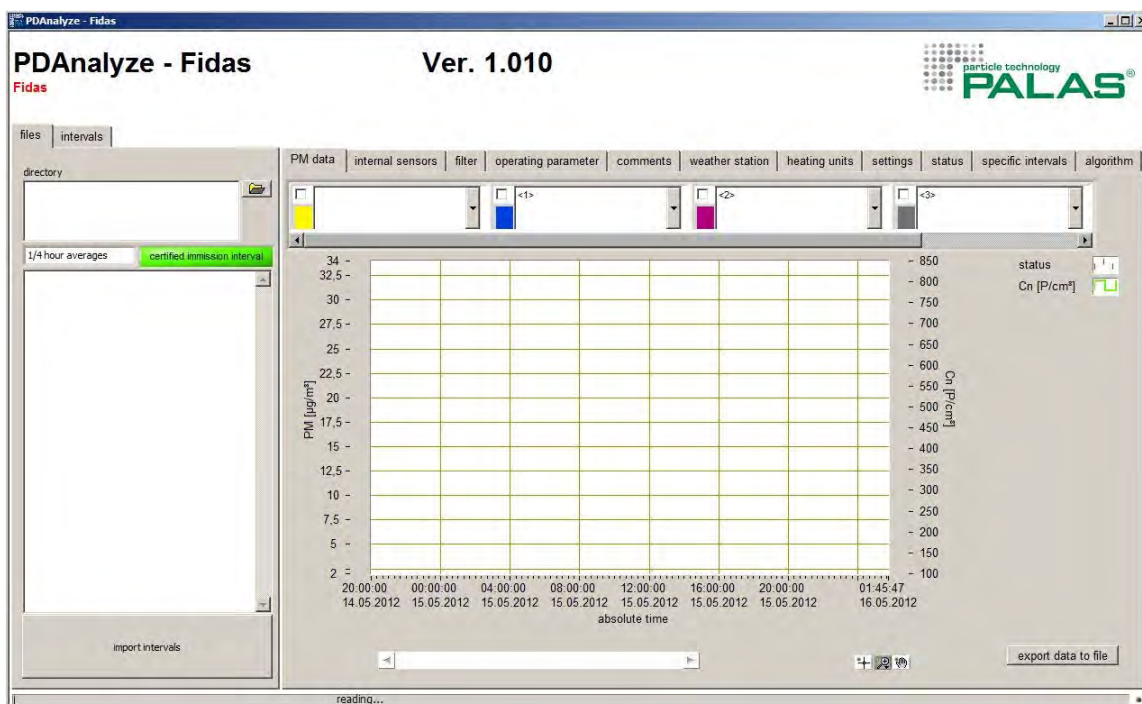 PDAnalyze - Fidas
PDAnalyze - Fidas Ver. 1.010
Fidas
particle technology
PALAS®
files intervals
directory
1/4 hour averages certified immission interval
import intervals
PM data internal sensors filter operating parameter comments weather station heating units settings status specific intervals algorithm
<1> <2> <3>
status
Cn [P/cm³]
34
32,5
30
27,5
25
22,5
20
17,5
15
12,5
10
7,5
5
2
PM [µg/m³]
850
800
750
700
650
600
550
500
450
400
350
300
250
200
150
100
Cn [P/cm³]
20:00:00 00:00:00 04:00:00 08:00:00 12:00:00 16:00:00 20:00:00 01:45:47
14.05.2012 15.05.2012 15.05.2012 15.05.2012 15.05.2012 15.05.2012 15.05.2012 16.05.2012
absolute time
export data to file
reading...